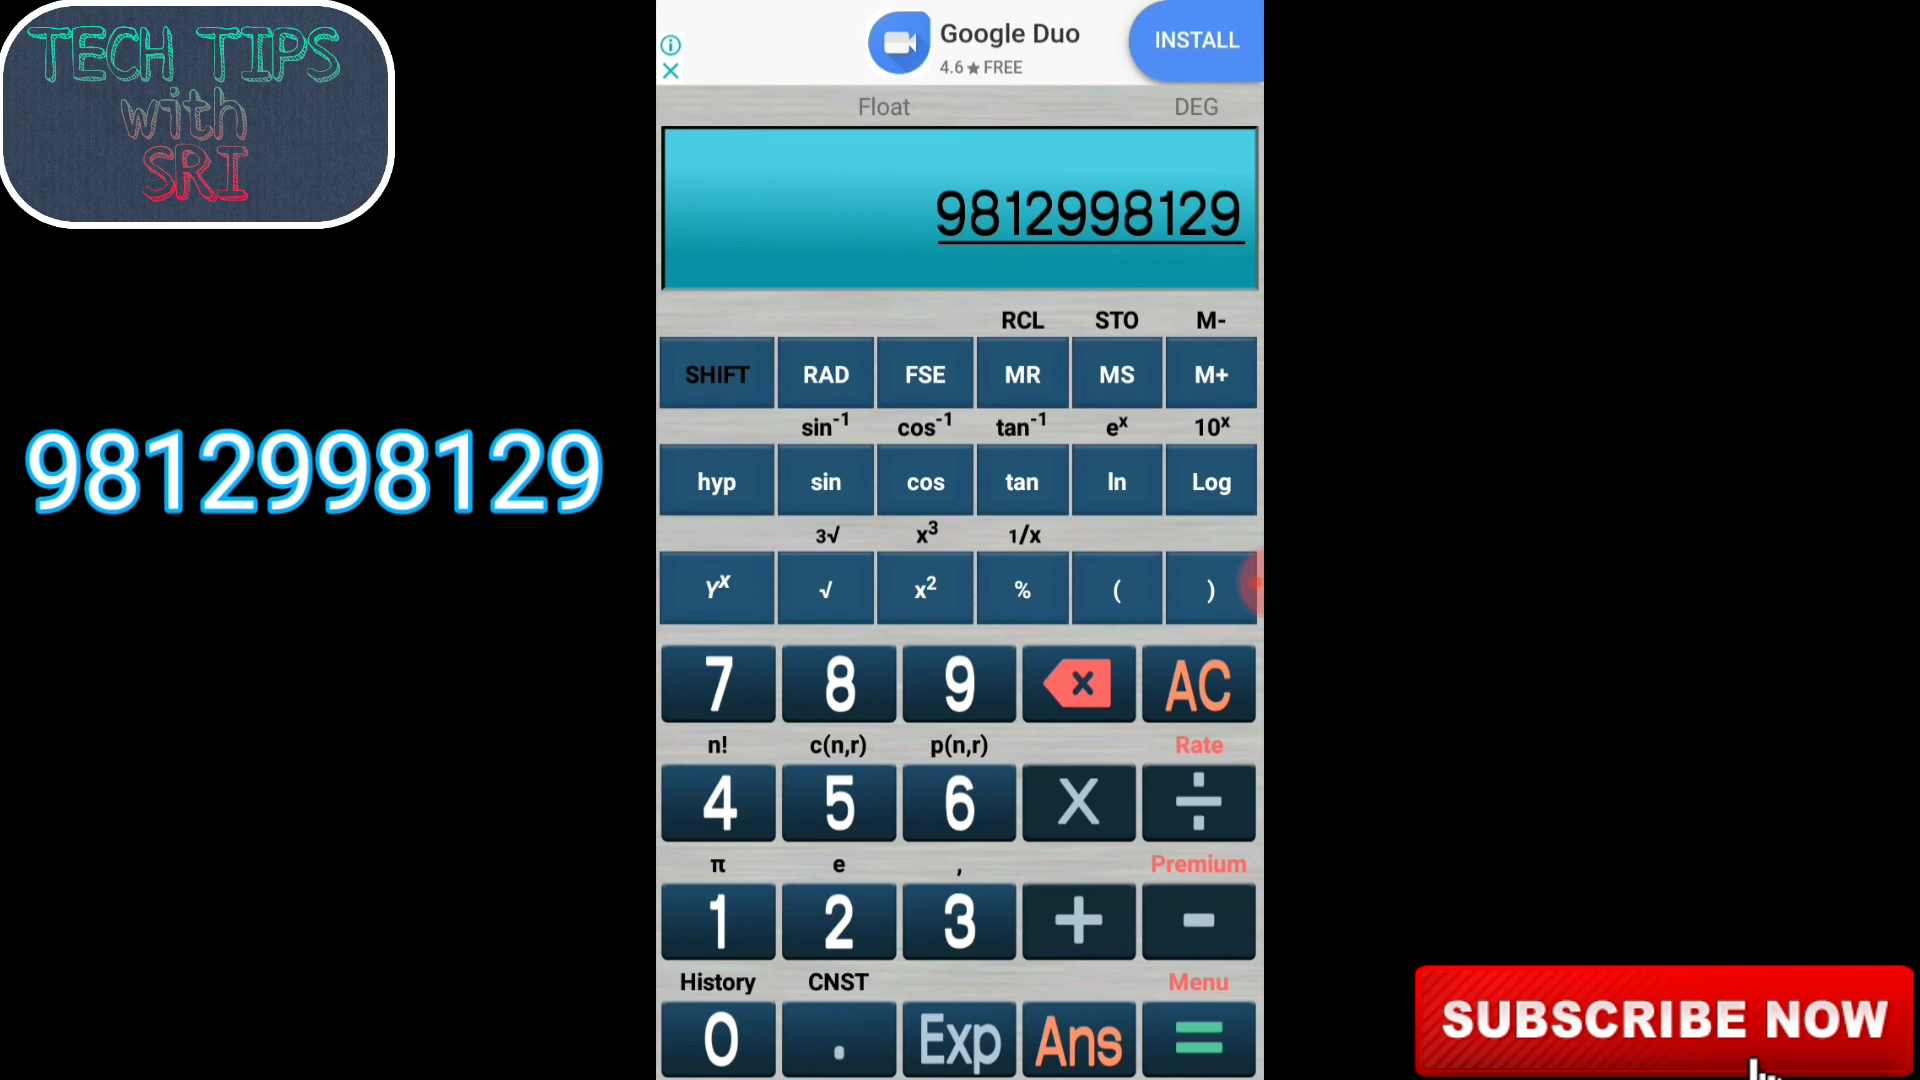 TECH TIPS
with
SRI
9812998129
Google Duo
4.6 ★ FREE
INSTALL
Float DEG
9812998129
RCL STO M-
SHIFT RAD FSE MR MS M+
sin⁻¹ cos⁻¹ tan⁻¹ eˣ 10ˣ
hyp sin cos tan ln Log
3√ x³ 1/x
Yˣ √ x² % ( )
7 8 9 × AC
n! c(n,r) p(n,r) Rate
4 5 6 X ÷
π e , Premium
1 2 3 + -
History CNST Menu
0 . Exp Ans =
SUBSCRIBE NOW